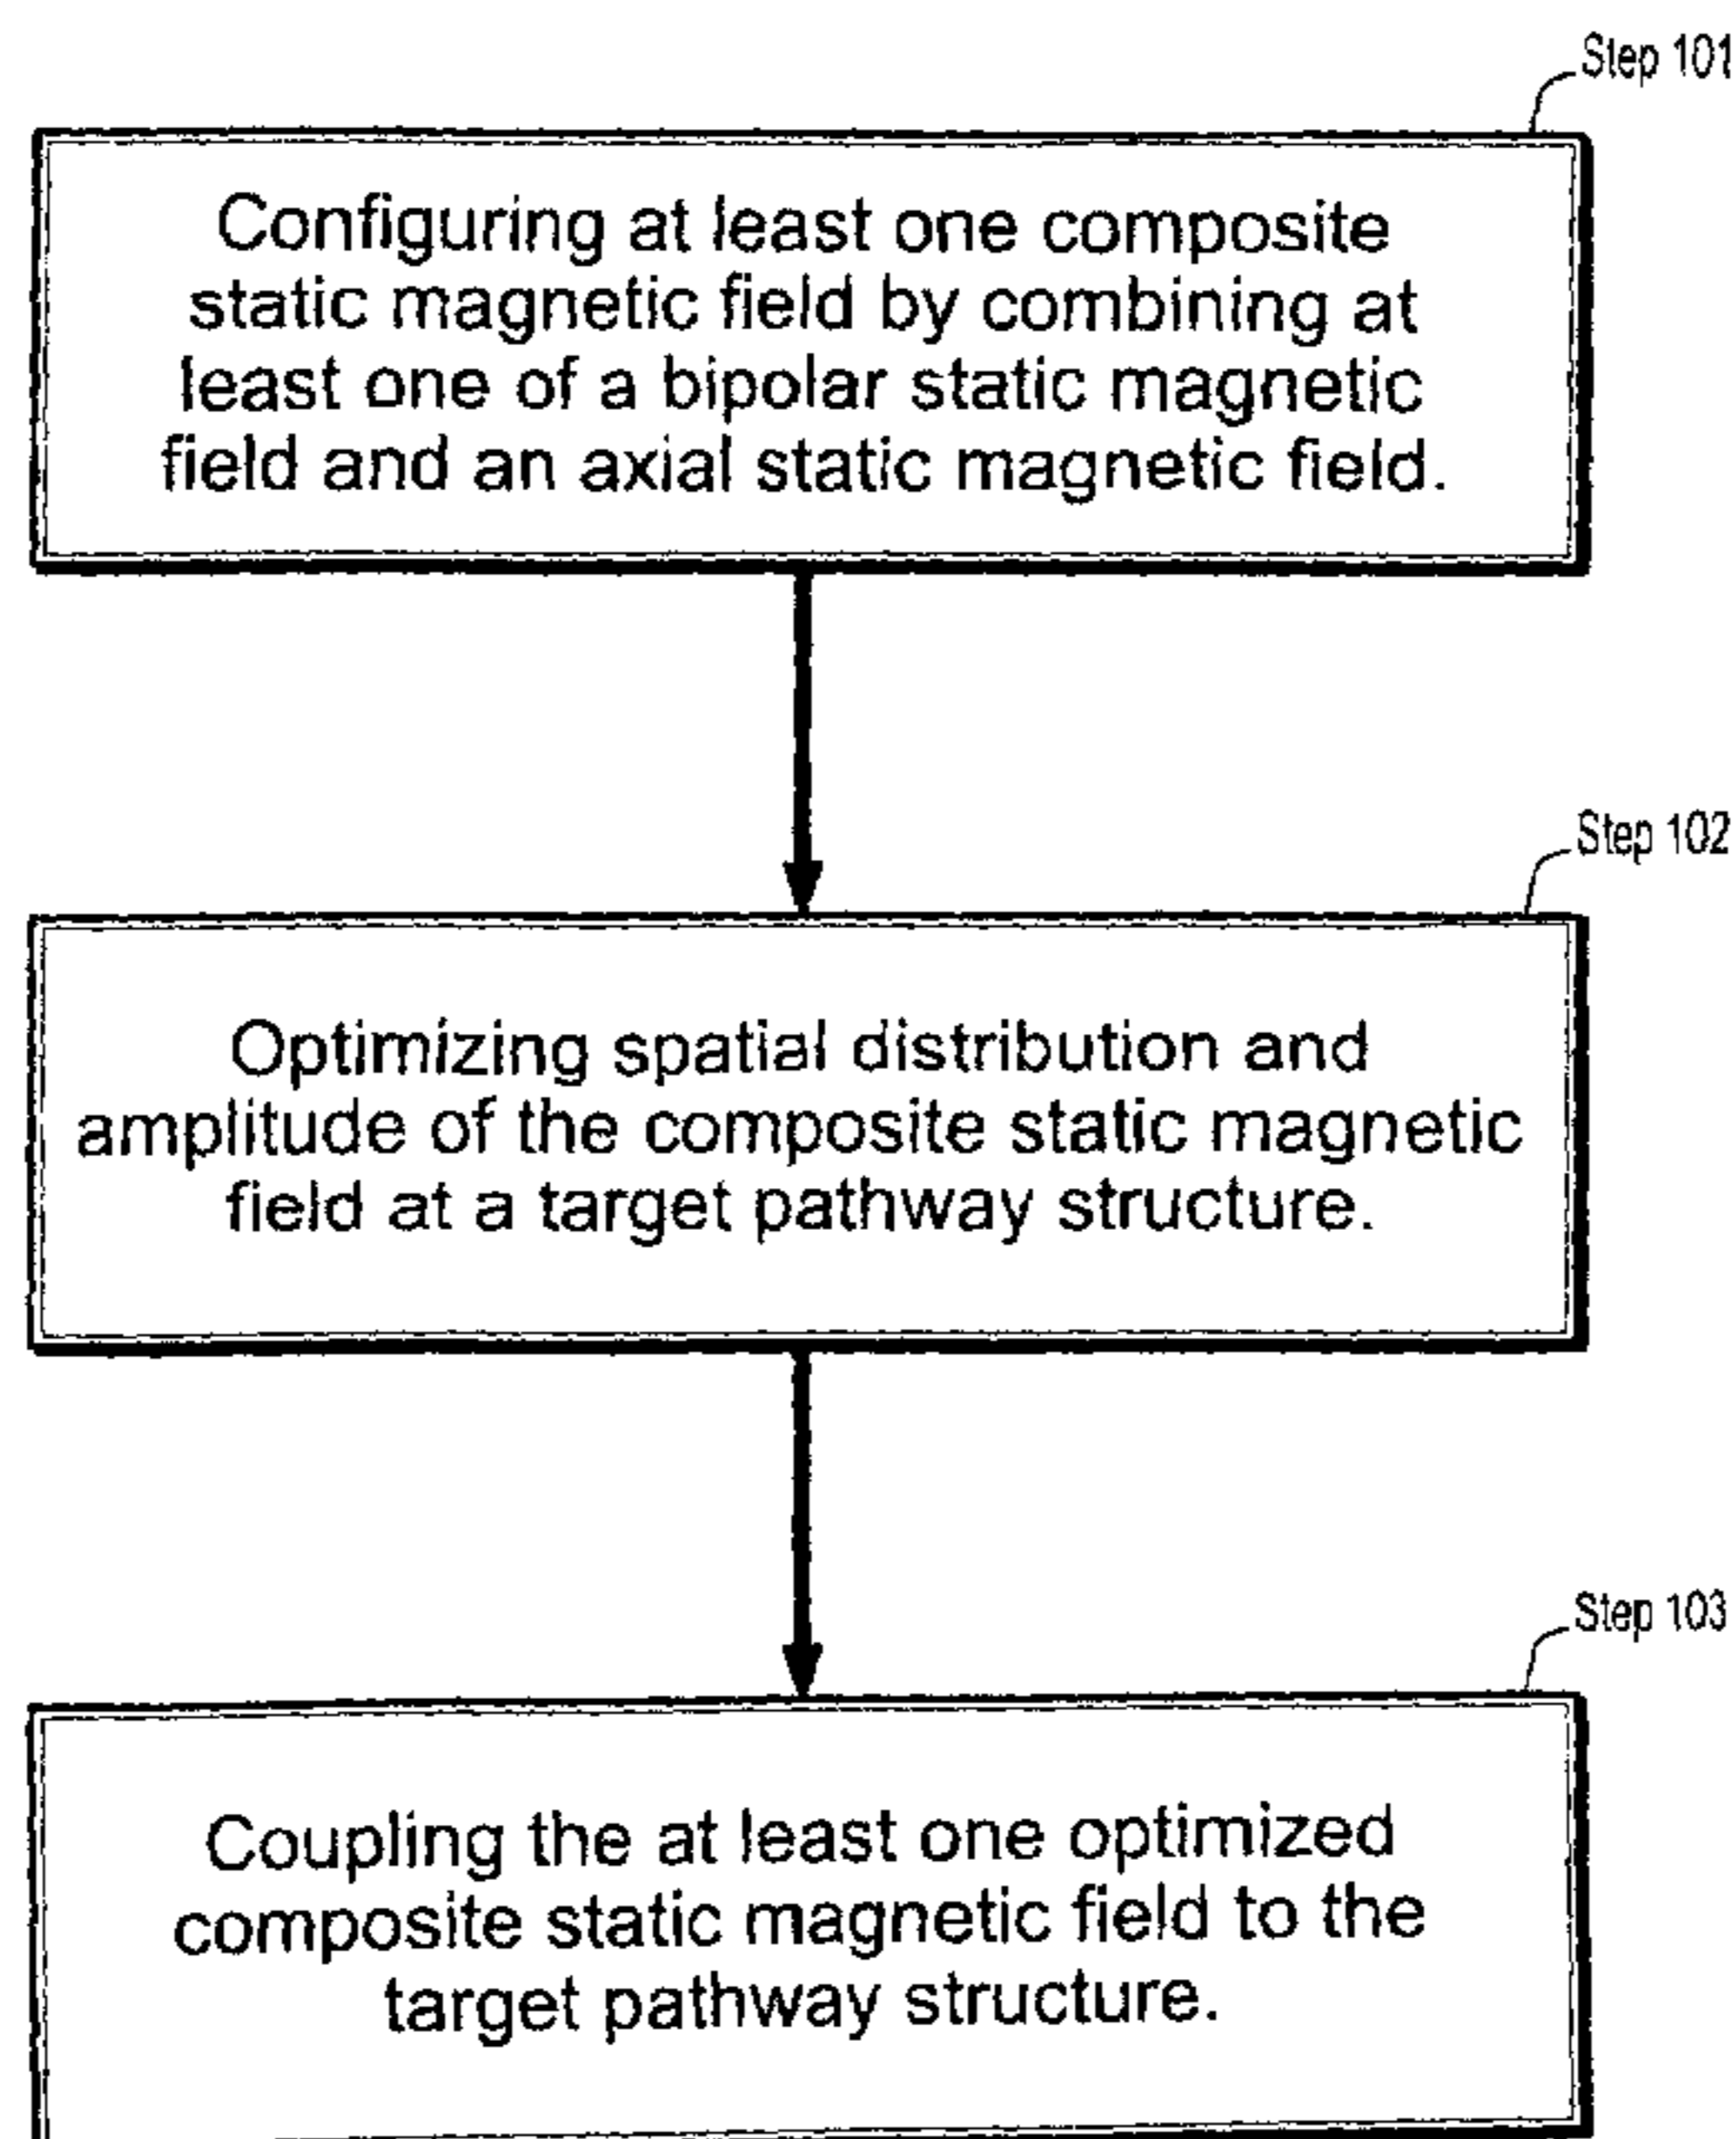 Step 101
Configuring at least one composite
static magnetic field by combining at
least one of a bipolar static magnetic
field and an axial static magnetic field.
Step 102
Optimizing spatial distribution and
amplitude of the composite static magnetic
field at a target pathway structure.
Step 103
Coupling the at least one optimized
composite static magnetic field to the
target pathway structure.